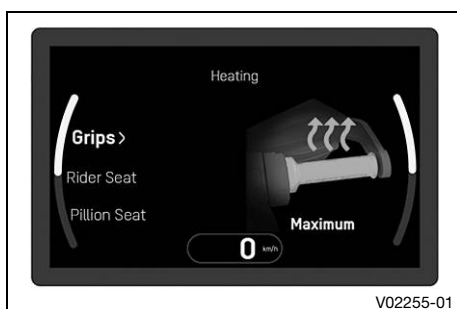 Heating
Grips >
Rider Seat
Pillion Seat
Maximum
0 km/h
V02255-01